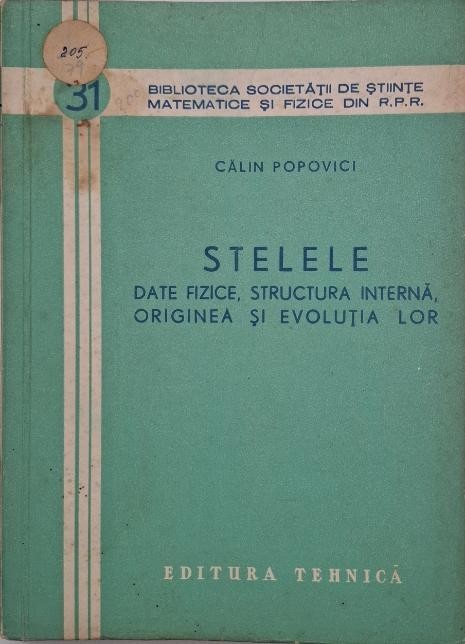 205.
39
31
BIBLIOTECA SOCIETĂȚII DE ȘTIINȚE
MATEMATICE ȘI FIZICE DIN R.P.R.
CĂLIN POPOVICI
STELELE
DATE FIZICE, STRUCTURA INTERNĂ,
ORIGINEA ȘI EVOLUȚIA LOR
EDITURA TEHNICĂ